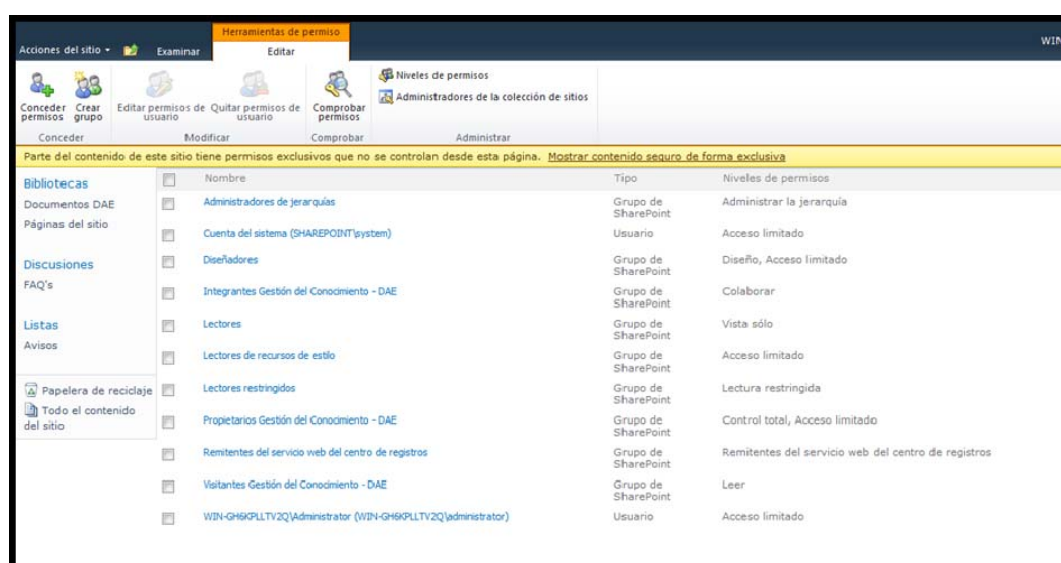 Herramientas de permiso
Acciones del sitio
Examinar
Editar
WIN
Conceder permisos
Crear grupo
Editar permisos de usuario
Quitar permisos de usuario
Comprobar permisos
Niveles de permisos
Administradores de la colección de sitios
Conceder
Modificar
Comprobar
Administrar
Parte del contenido de este sitio tiene permisos exclusivos que no se controlan desde esta página. Mostrar contenido seguro de forma exclusiva
Bibliotecas
Documentos DAE
Páginas del sitio
Discusiones
FAQ's
Listas
Avisos
Papelera de reciclaje
Todo el contenido
del sitio
Nombre Tipo Niveles de permisos
Administradores de jerarquías Grupo de SharePoint Administrar la jerarquía
Cuenta del sistema (SHAREPOINT\system) Usuario Acceso limitado
Diseñadores Grupo de SharePoint Diseño, Acceso limitado
Integrantes Gestión del Conocimiento - DAE Grupo de SharePoint Colaborar
Lectores Grupo de SharePoint Vista sólo
Lectores de recursos de estilo Grupo de SharePoint Acceso limitado
Lectores restringidos Grupo de SharePoint Lectura restringida
Propietarios Gestión del Conocimiento - DAE Grupo de SharePoint Control total, Acceso limitado
Remitentes del servicio web del centro de registros Grupo de SharePoint Remitentes del servicio web del centro de registros
Visitantes Gestión del Conocimiento - DAE Grupo de SharePoint Leer
WIN-GH6KPLLTV2Q\Administrator (WIN-GH6KPLLTV2Q\administrator) Usuario Acceso limitado